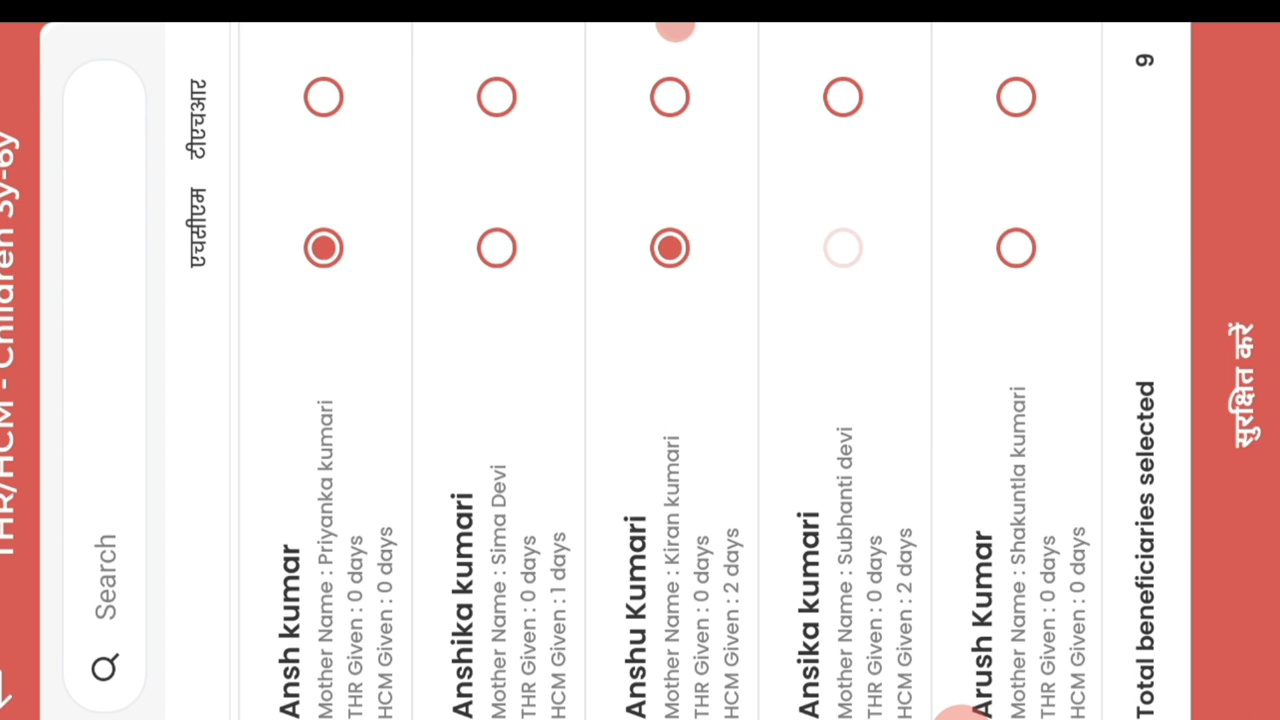 THR/HCM - Children 3y-6y
Search
एचसीएम टीएचआर
Ansh kumar
Mother Name : Priyanka kumari
THR Given : 0 days
HCM Given : 0 days
Anshika kumari
Mother Name : Sima Devi
THR Given : 0 days
HCM Given : 1 days
Anshu Kumari
Mother Name : Kiran kumari
THR Given : 0 days
HCM Given : 2 days
Ansika kumari
Mother Name : Subhanti devi
THR Given : 0 days
HCM Given : 2 days
Arush Kumar
Mother Name : Shakuntla kumari
THR Given : 0 days
HCM Given : 0 days
Total beneficiaries selected 9
सुरक्षित करें